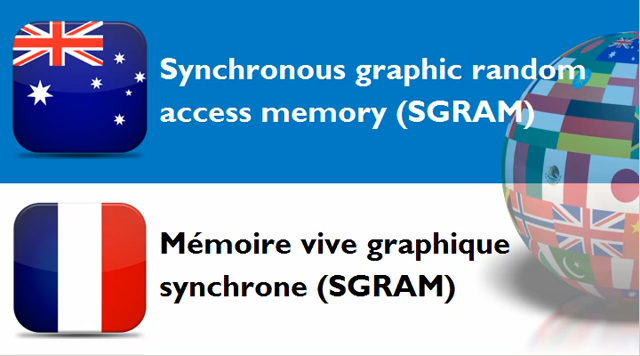 Synchronous graphic random
access memory (SGRAM)
Mémoire vive graphique
synchrone (SGRAM)